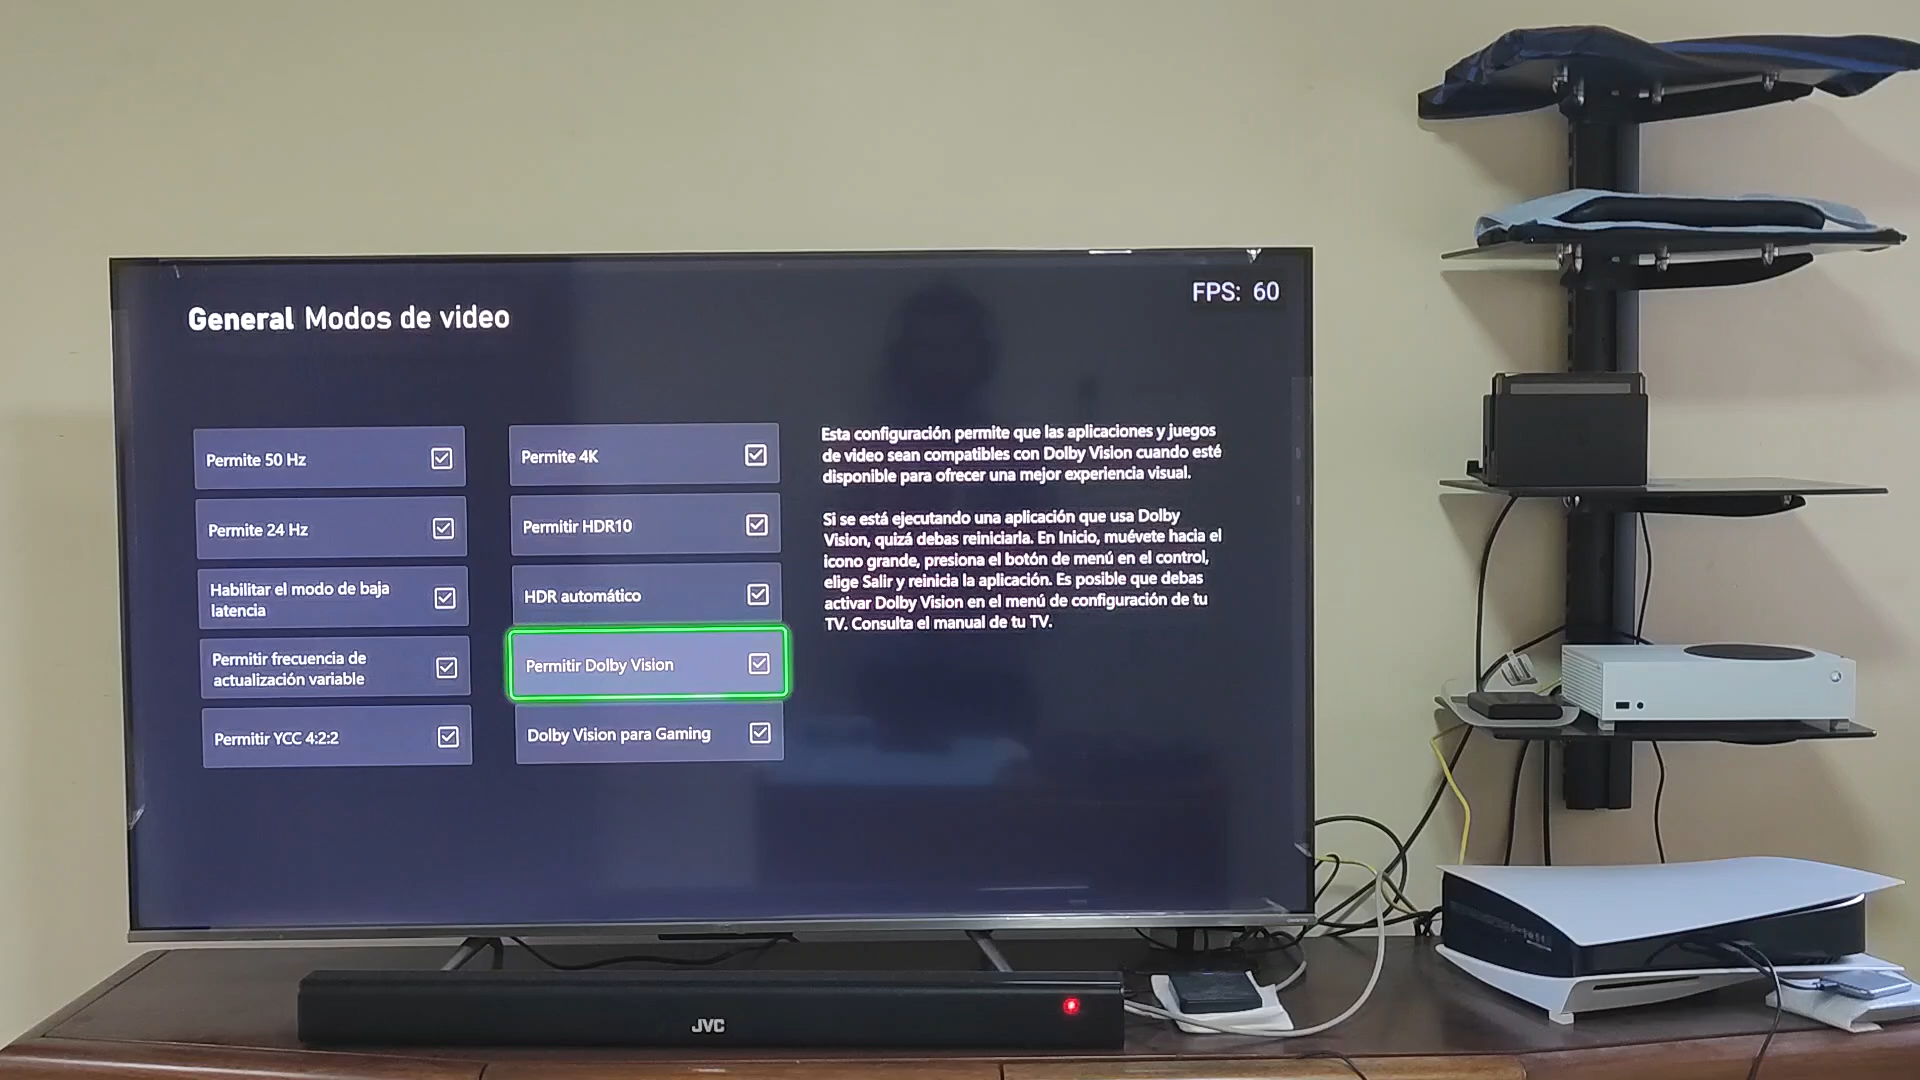 General Modos de video
FPS: 60
Permite 50 Hz
Permite 24 Hz
Habilitar el modo de baja
latencia
Permitir frecuencia de
actualización variable
Permitir YCC 4:2:2
Permite 4K
Permitir HDR10
HDR automático
Permitir Dolby Vision
Dolby Vision para Gaming
Esta configuración permite que las aplicaciones y juegos
de video sean compatibles con Dolby Vision cuando esté
disponible para ofrecer una mejor experiencia visual.
Si se está ejecutando una aplicación que usa Dolby
Vision, quizá debas reiniciarla. En Inicio, muévete hacia el
icono grande, presiona el botón de menú en el control,
elige Salir y reinicia la aplicación. Es posible que debas
activar Dolby Vision en el menú de configuración de tu
TV. Consulta el manual de tu TV.
JVC